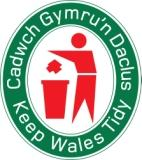 Cadwch Gymru'n Daclus
Keep Wales Tidy